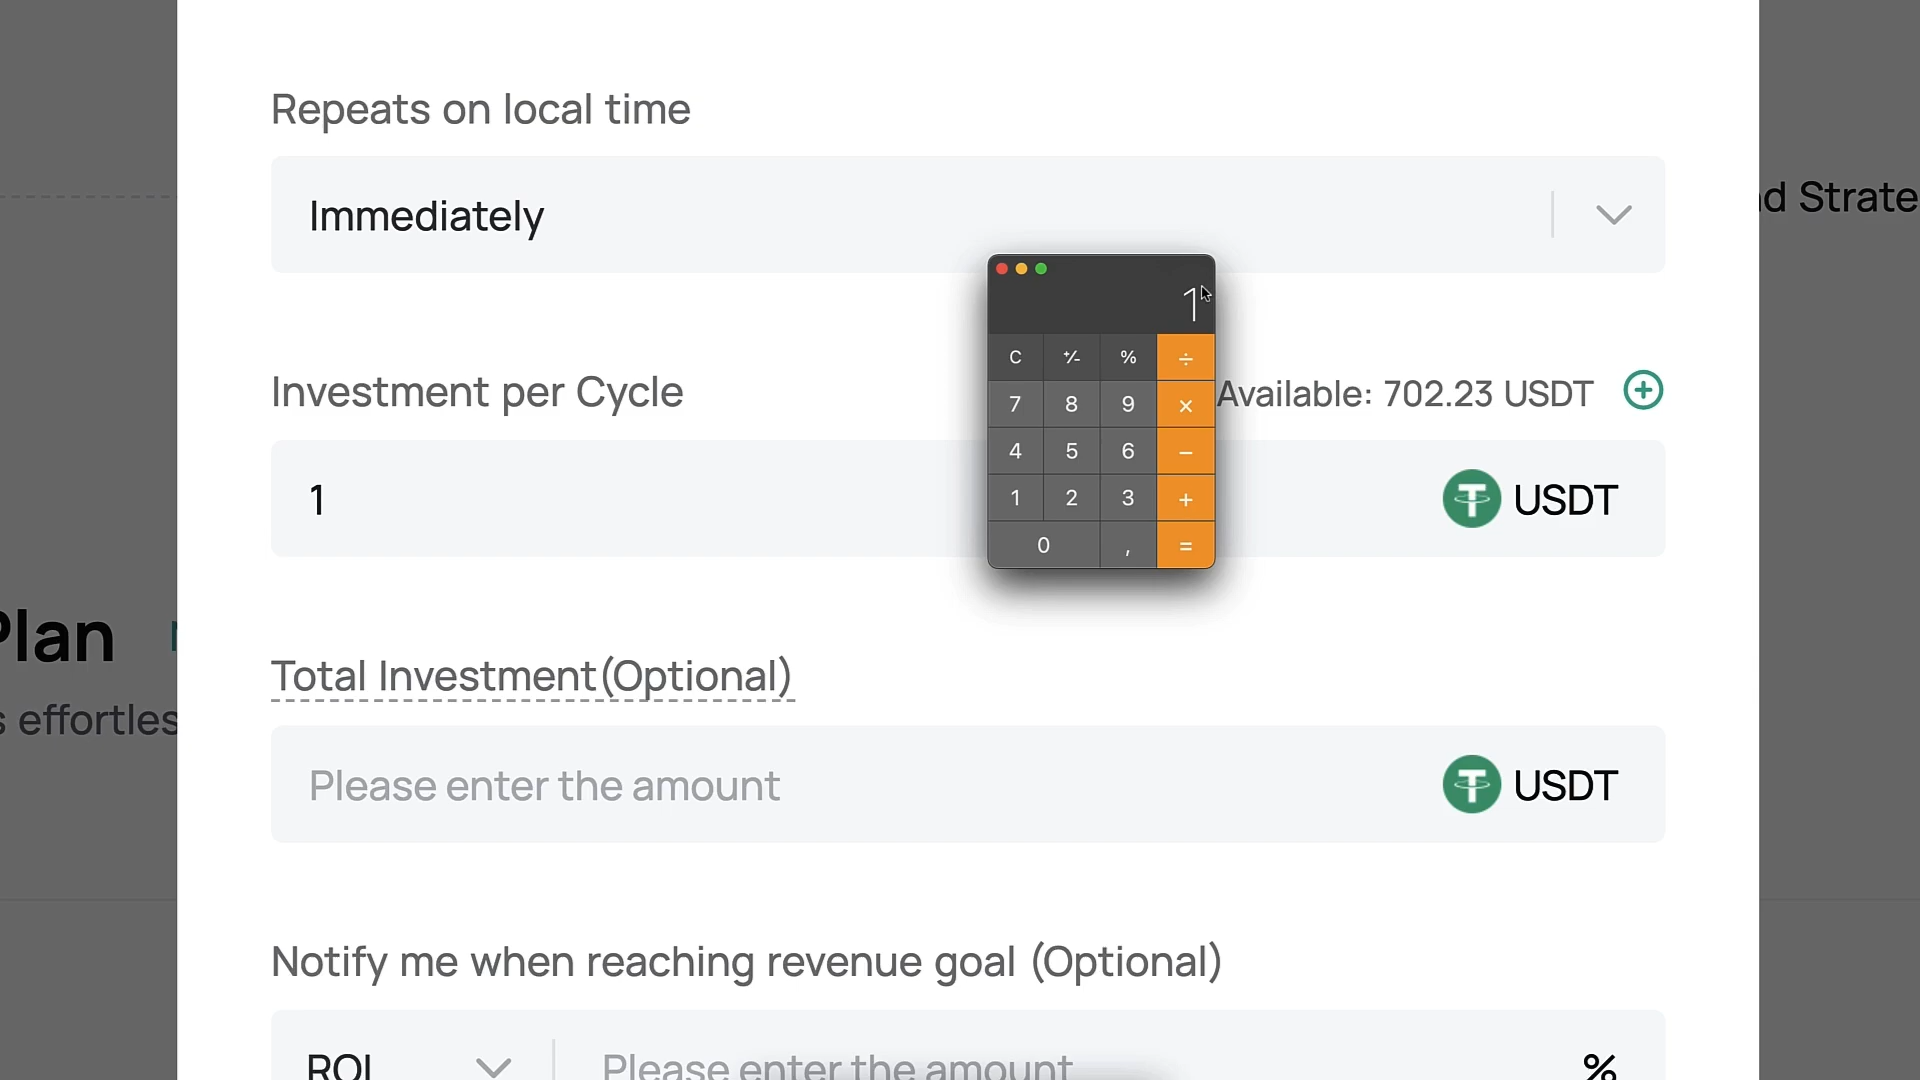 Repeats on local time
nd Strate
Immediately
1
C ⁺∕₋ % ÷
Investment per Cycle
Available: 702.23 USDT
7 8 9 ×
4 5 6 −
1
USDT
1 2 3 +
0 , =
Plan
Total Investment(Optional)
s effortles
Please enter the amount
USDT
Notify me when reaching revenue goal (Optional)
ROI
Please enter the amount
%